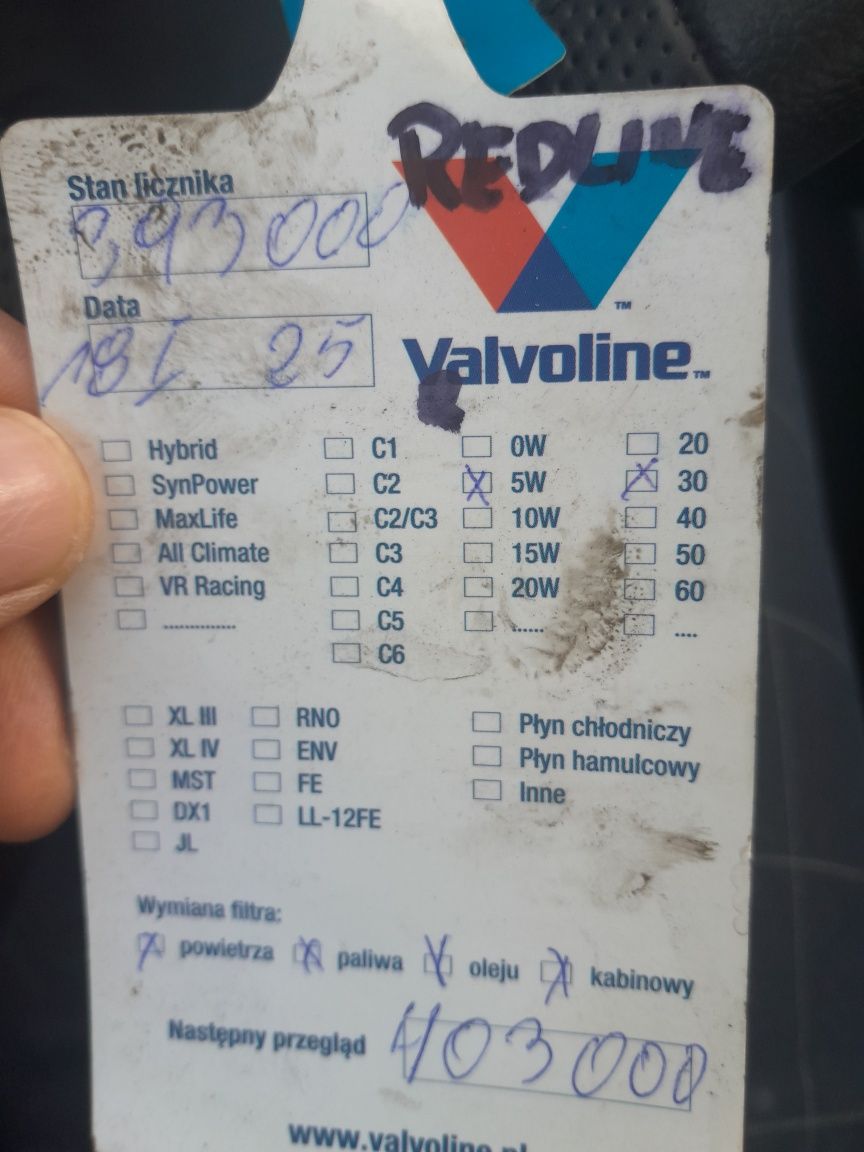 REDLINE
Stan licznika
393000
Data
18 I 25
Valvoline™
Hybrid C1 0W 20
SynPower C2 5W 30
MaxLife C2/C3 10W 40
All Climate C3 15W 50
VR Racing C4 20W 60
.............. C5 ...... ....
C6
XL III RNO Płyn chłodniczy
XL IV ENV Płyn hamulcowy
MST FE Inne
DX1 LL-12FE
JL
Wymiana filtra:
powietrza paliwa oleju kabinowy
Następny przegląd 403000
www.valvoline.pl